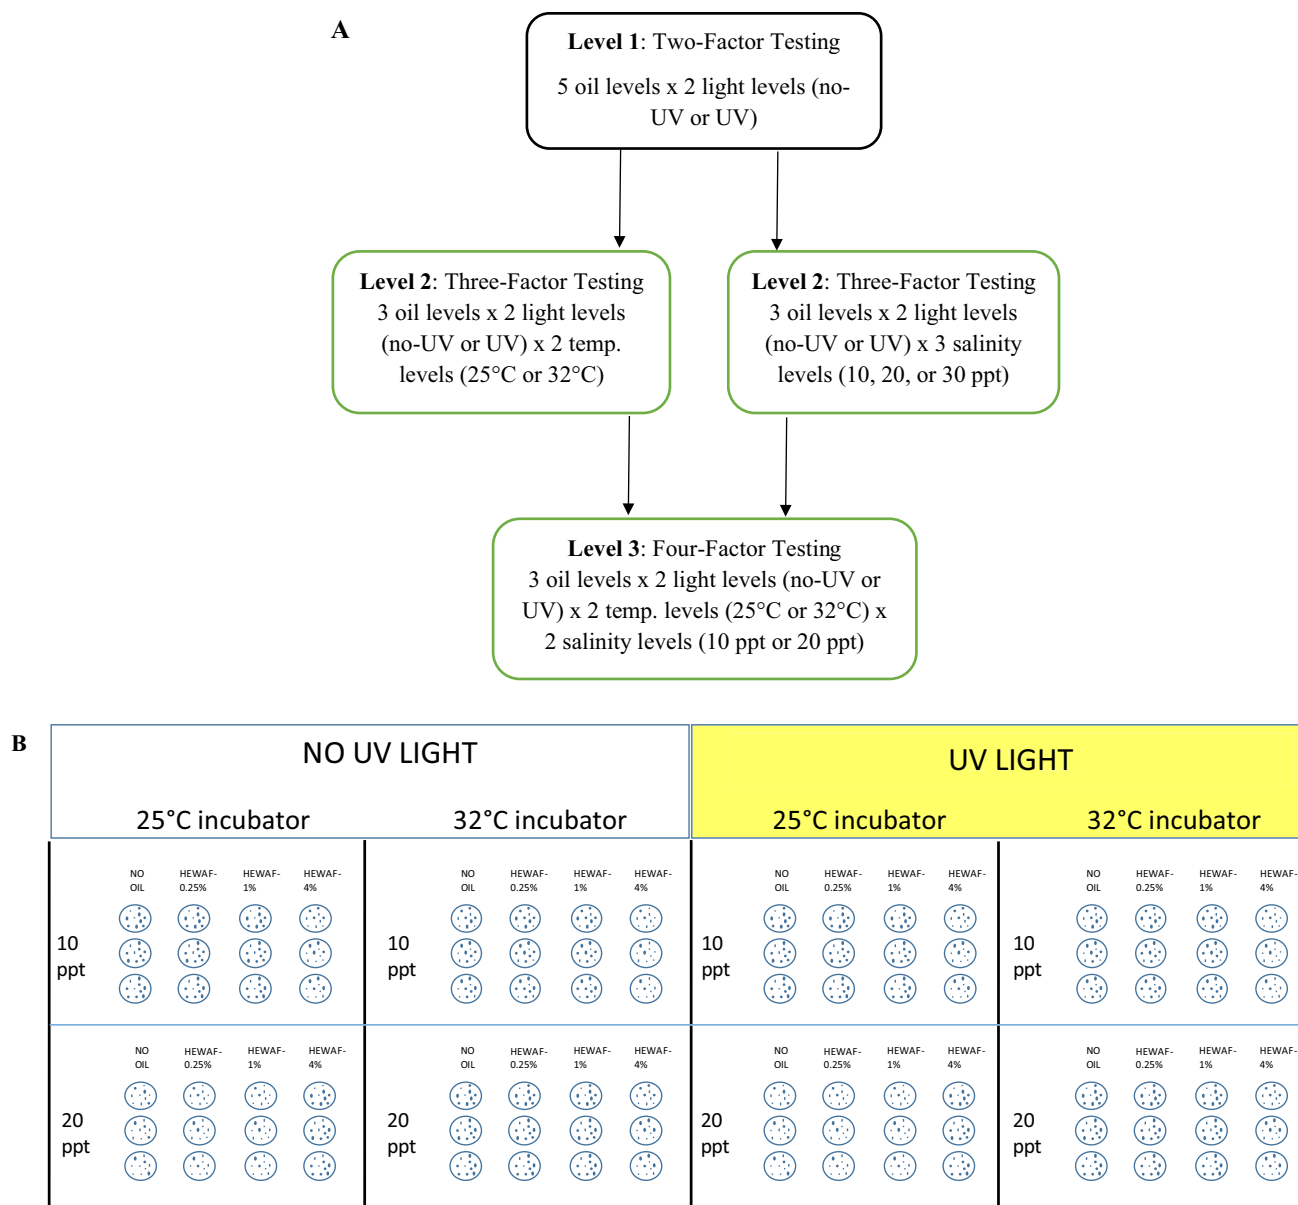 A
Level 1: Two-Factor Testing
5 oil levels x 2 light levels (no-
UV or UV)
Level 2: Three-Factor Testing
3 oil levels x 2 light levels
(no-UV or UV) x 2 temp.
levels (25°C or 32°C)
Level 2: Three-Factor Testing
3 oil levels x 2 light levels
(no-UV or UV) x 3 salinity
levels (10, 20, or 30 ppt)
Level 3: Four-Factor Testing
3 oil levels x 2 light levels (no-UV or
UV) x 2 temp. levels (25°C or 32°C) x
2 salinity levels (10 ppt or 20 ppt)
B
NO UV LIGHT
UV LIGHT
25°C incubator
32°C incubator
25°C incubator
32°C incubator
NO HEWAF- HEWAF- HEWAF-
OIL 0.25% 1% 4%
10
ppt
NO HEWAF- HEWAF- HEWAF-
OIL 0.25% 1% 4%
10
ppt
NO HEWAF- HEWAF- HEWAF-
OIL 0.25% 1% 4%
10
ppt
NO HEWAF- HEWAF- HEWAF-
OIL 0.25% 1% 4%
10
ppt
NO HEWAF- HEWAF- HEWAF-
OIL 0.25% 1% 4%
20
ppt
NO HEWAF- HEWAF- HEWAF-
OIL 0.25% 1% 4%
20
ppt
NO HEWAF- HEWAF- HEWAF-
OIL 0.25% 1% 4%
20
ppt
NO HEWAF- HEWAF- HEWAF-
OIL 0.25% 1% 4%
20
ppt